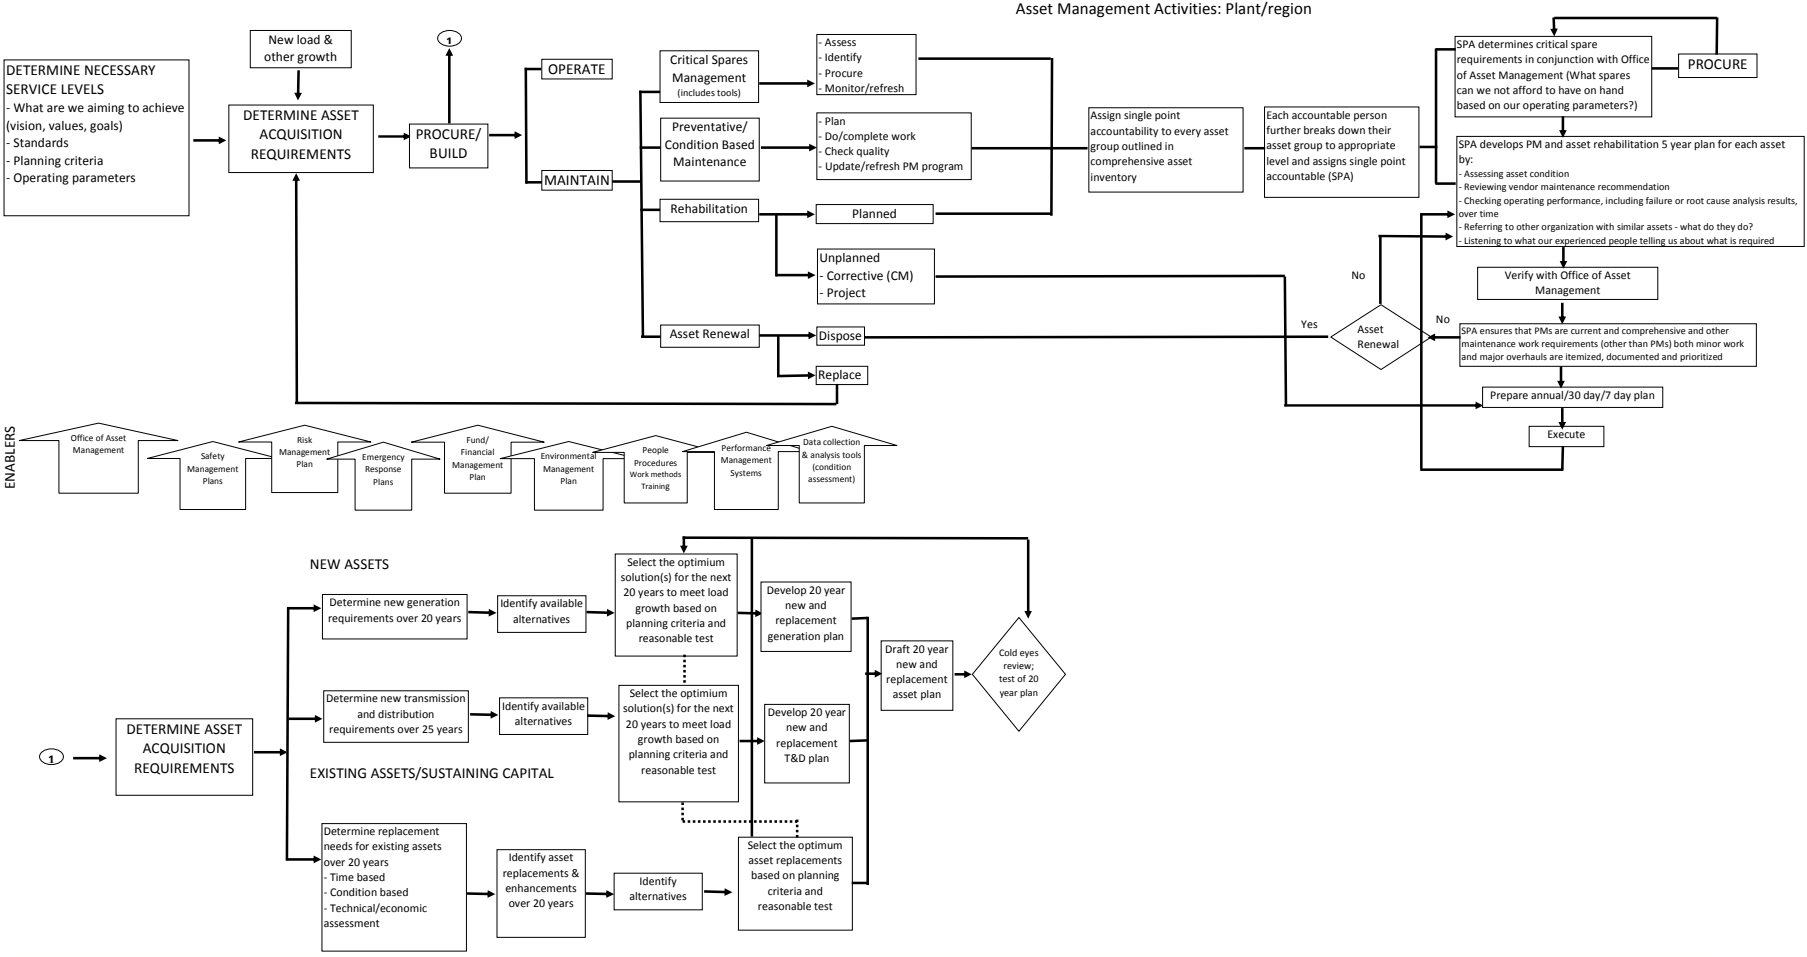 Asset Management Activities: Plant/region
DETERMINE NECESSARY
SERVICE LEVELS
- What are we aiming to achieve
(vision, values, goals)
- Standards
- Planning criteria
- Operating parameters
New load &
other growth
DETERMINE ASSET
ACQUISITION
REQUIREMENTS
1
PROCURE/
BUILD
OPERATE
MAINTAIN
Critical Spares
Management
(includes tools)
Preventative/
Condition Based
Maintenance
Rehabilitation
Asset Renewal
- Assess
- Identify
- Procure
- Monitor/refresh
- Plan
- Do/complete work
- Check quality
- Update/refresh PM program
Planned
Unplanned
- Corrective (CM)
- Project
Dispose
Replace
Assign single point
accountability to every asset
group outlined in
comprehensive asset
inventory
Each accountable person
further breaks down their
asset group to appropriate
level and assigns single point
accountable (SPA)
SPA determines critical spare
requirements in conjunction with Office
of Asset Management (What spares
can we not afford to have on hand
based on our operating parameters?)
PROCURE
SPA develops PM and asset rehabilitation 5 year plan for each asset
by:
- Assessing asset condition
- Reviewing vendor maintenance recommendation
- Checking operating performance, including failure or root cause analysis results,
over time
- Referring to other organization with similar assets - what do they do?
- Listening to what our experienced people telling us about what is required
Verify with Office of Asset
Management
No
Yes
Asset
Renewal
No
SPA ensures that PMs are current and comprehensive and other
maintenance work requirements (other than PMs) both minor work
and major overhauls are itemized, documented and prioritized
Prepare annual/30 day/7 day plan
Execute
ENABLERS
Office of Asset
Management
Safety
Management
Plans
Risk
Management
Plan
Emergency
Response
Plans
Fund/
Financial
Management
Plan
Environmental
Management
Plan
People
Procedures
Work methods
Training
Performance
Management
Systems
Data collection
& analysis tools
(condition
assessment)
NEW ASSETS
Determine new generation
requirements over 20 years
Identify available
alternatives
Select the optimium
solution(s) for the next
20 years to meet load
growth based on
planning criteria and
reasonable test
Develop 20 year
new and
replacement
generation plan
Determine new transmission
and distribution
requirements over 25 years
Identify available
alternatives
Select the optimium
solution(s) for the next
20 years to meet load
growth based on
planning criteria and
reasonable test
Develop 20 year
new and
replacement
T&D plan
Draft 20 year
new and
replacement
asset plan
Cold eyes
review;
test of 20
year plan
1
DETERMINE ASSET
ACQUISITION
REQUIREMENTS
EXISTING ASSETS/SUSTAINING CAPITAL
Determine replacement
needs for existing assets
over 20 years
- Time based
- Condition based
- Technical/economic
assessment
Identify asset
replacements &
enhancements
over 20 years
Identify
alternatives
Select the optimum
asset replacements
based on planning
criteria and
reasonable test